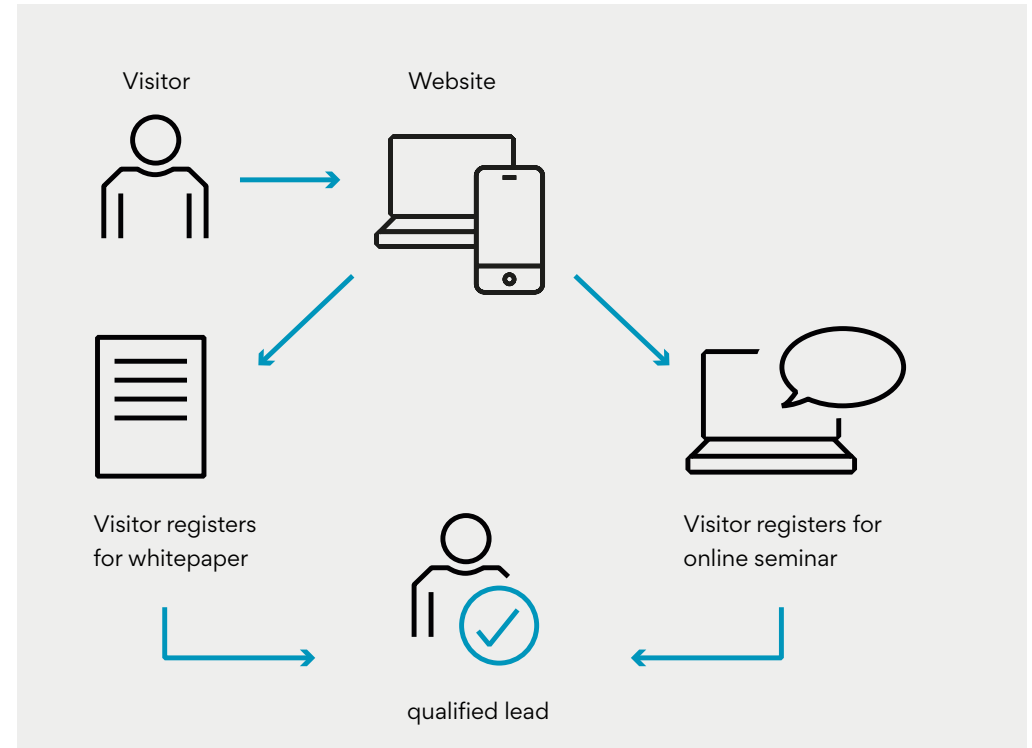 Visitor
Website
Visitor registers
for whitepaper
Visitor registers for
online seminar
qualified lead